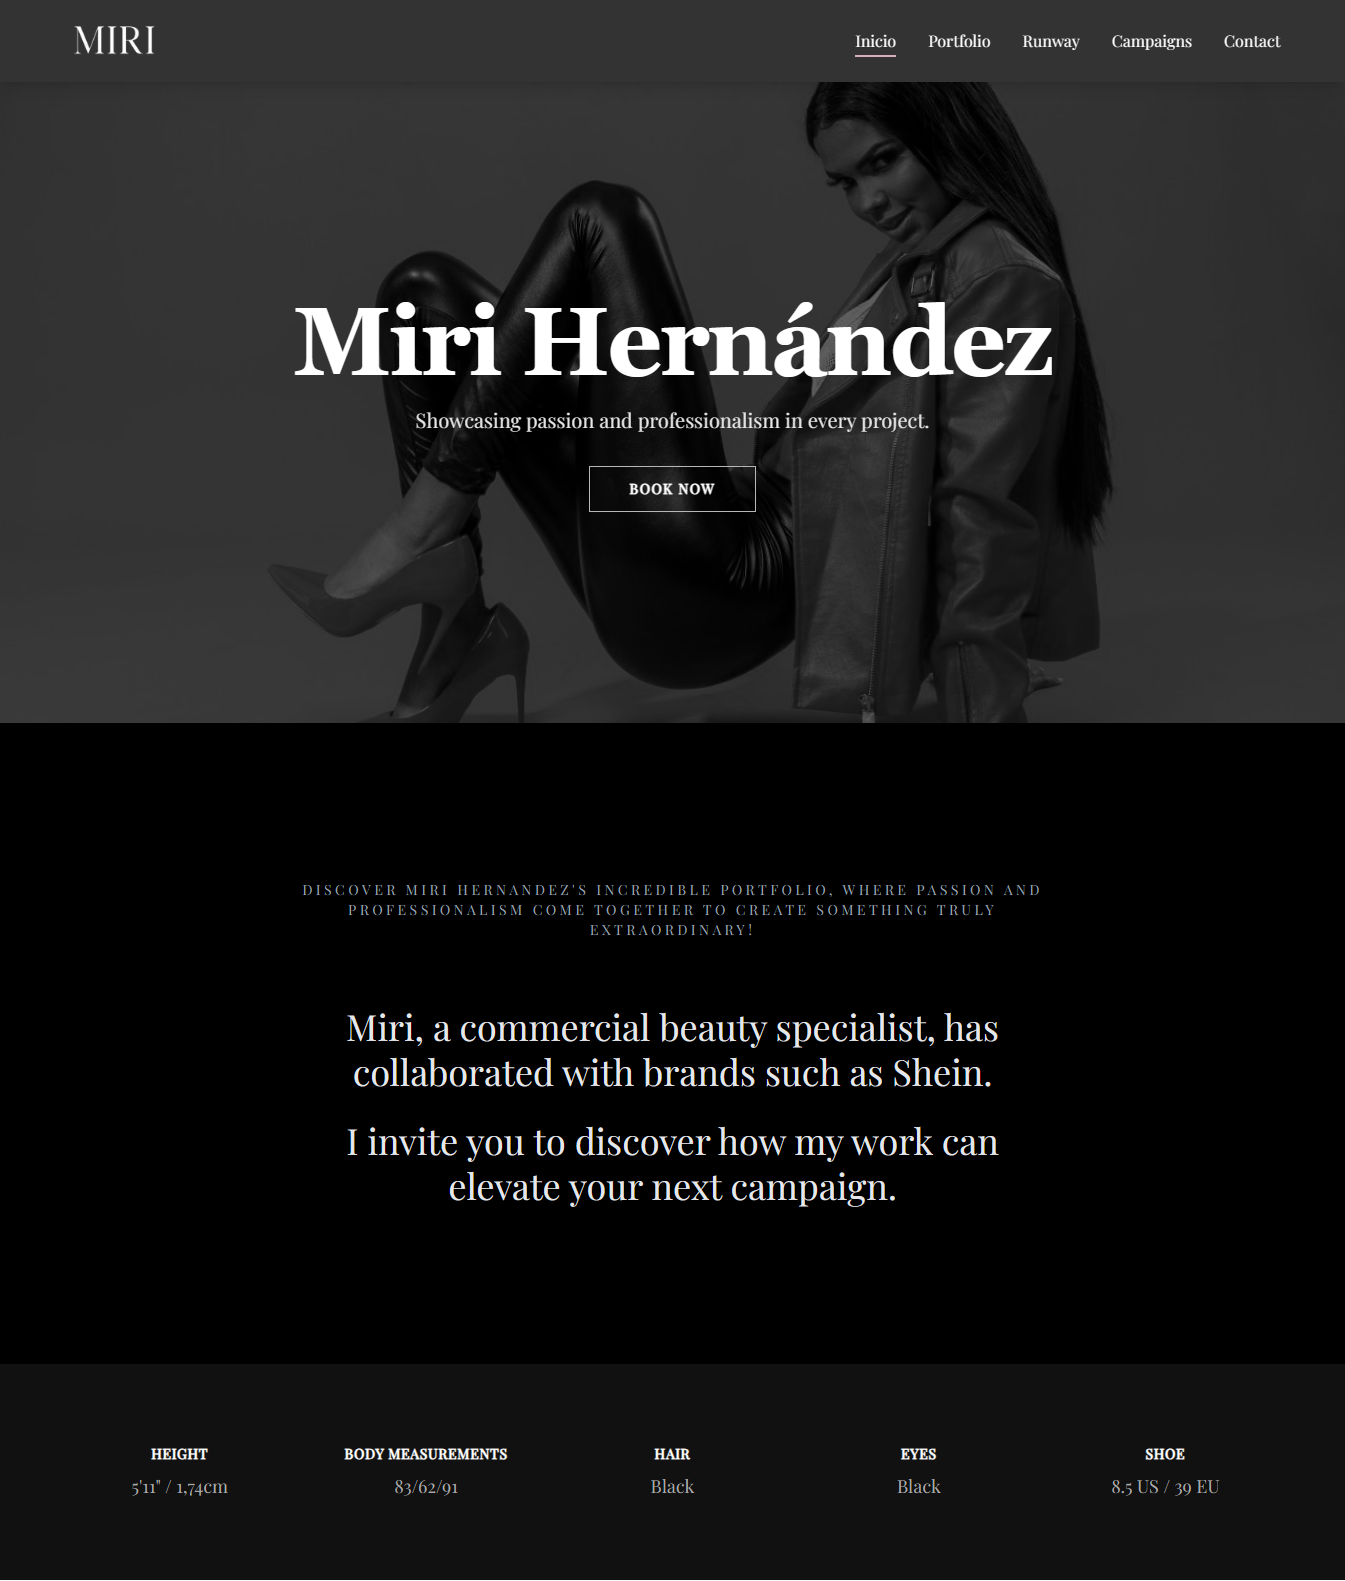 MIRI
Inicio Portfolio Runway Campaigns Contact
Miri Hernández
Showcasing passion and professionalism in every project.
BOOK NOW
DISCOVER MIRI HERNANDEZ'S INCREDIBLE PORTFOLIO, WHERE PASSION AND
PROFESSIONALISM COME TOGETHER TO CREATE SOMETHING TRULY
EXTRAORDINARY!
Miri, a commercial beauty specialist, has
collaborated with brands such as Shein.
I invite you to discover how my work can
elevate your next campaign.
HEIGHT BODY MEASUREMENTS HAIR EYES SHOE
5'11" / 1,74cm 83/62/91 Black Black 8.5 US / 39 EU